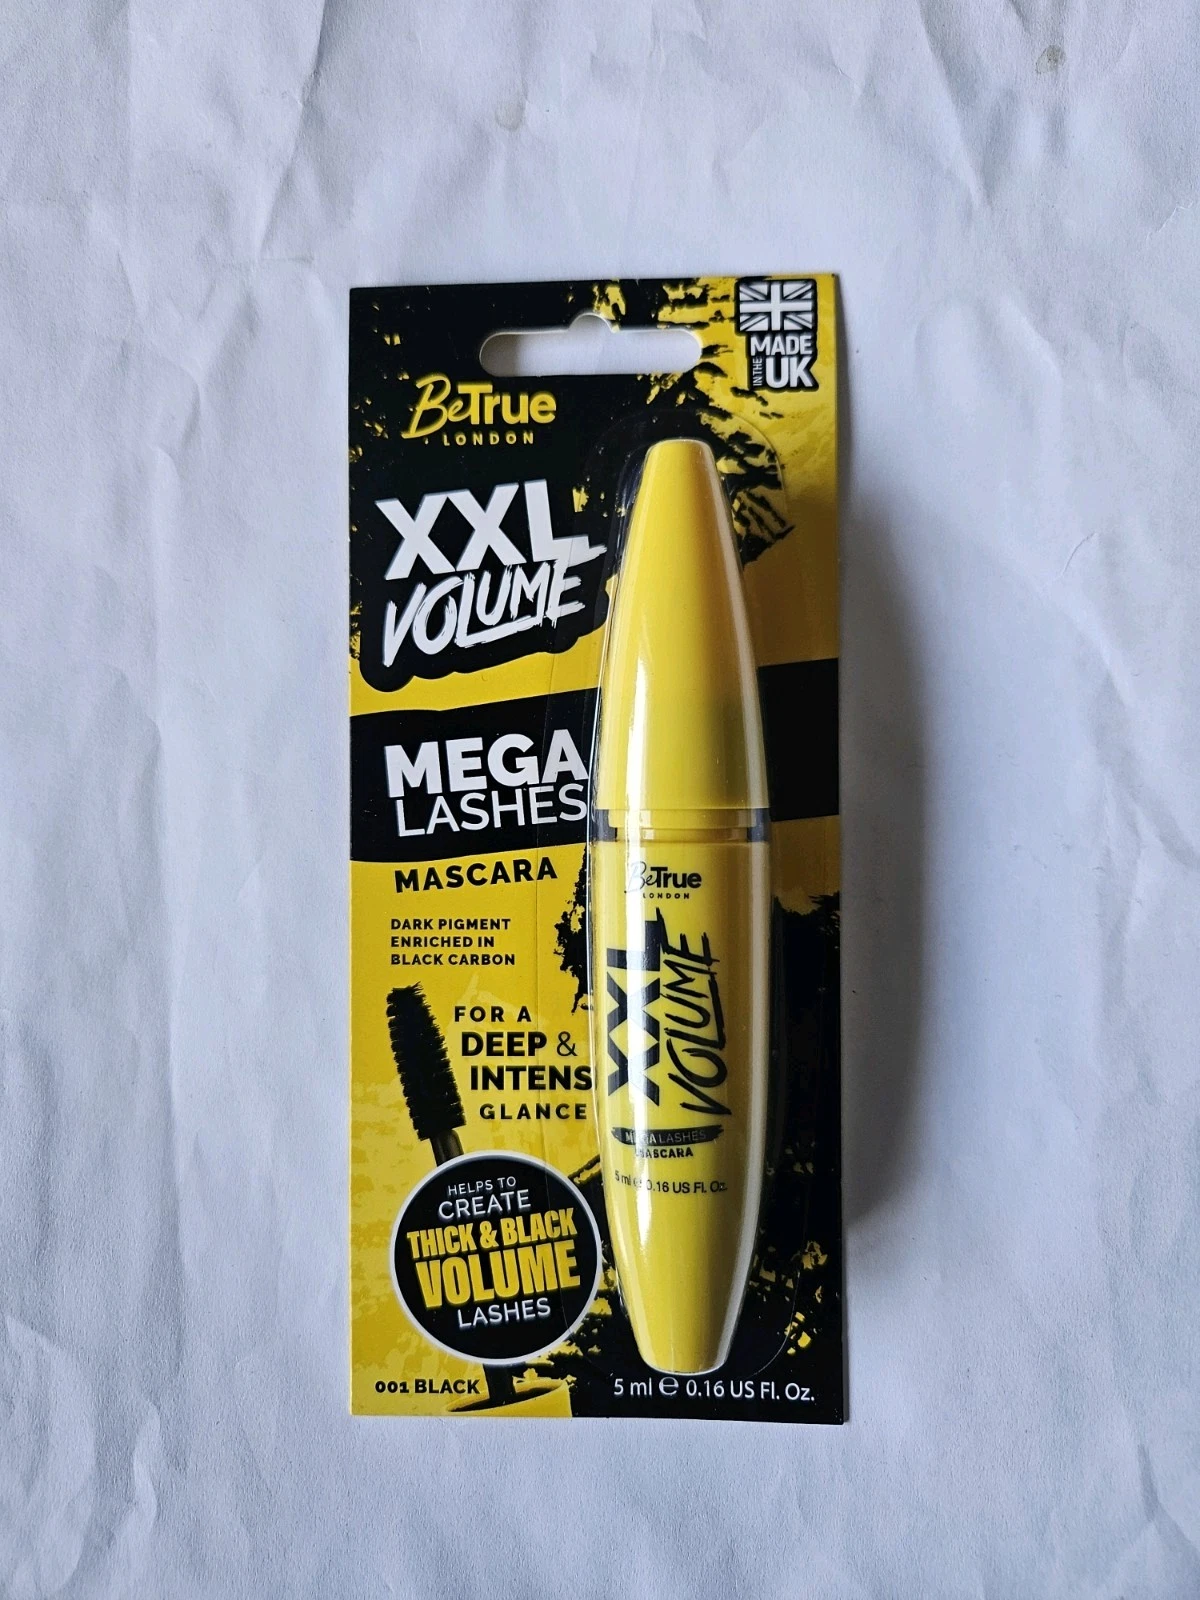 MADE
IN THE
UK
BeTrue
LONDON
XXL
VOLUME
MEGA
LASHES
MASCARA
DARK PIGMENT
ENRICHED IN
BLACK CARBON
FOR A
DEEP &
INTENS
GLANCE
HELPS TO
CREATE
THICK & BLACK
VOLUME
LASHES
001 BLACK
5 ml ℮ 0.16 US Fl. Oz.
BeTrue
LONDON
XXL
VOLUME
MEGA LASHES
MASCARA
5 ml ℮ 0.16 US Fl. Oz.